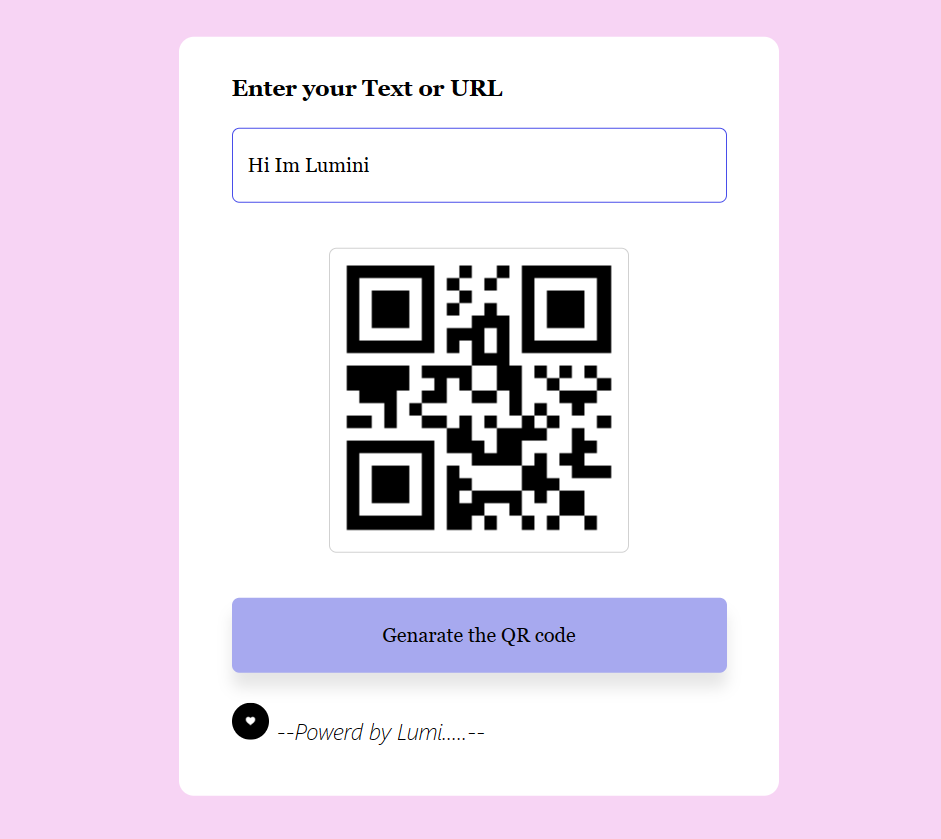 Enter your Text or URL
Hi Im Lumini
Genarate the QR code
--Powerd by Lumi.....--